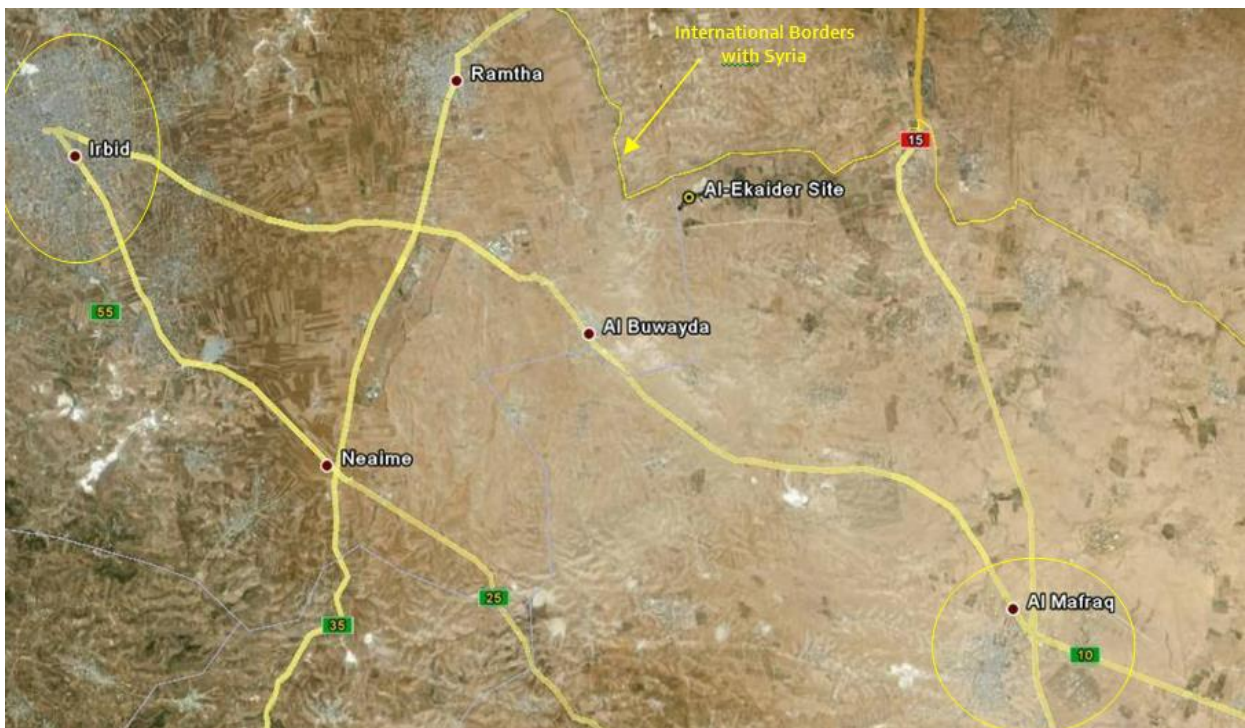 International Borders
with Syria
Ramtha
15
Irbid
Al-Ekaider Site
55
Al Buwayda
Neaime
25
Al Mafraq
35
10